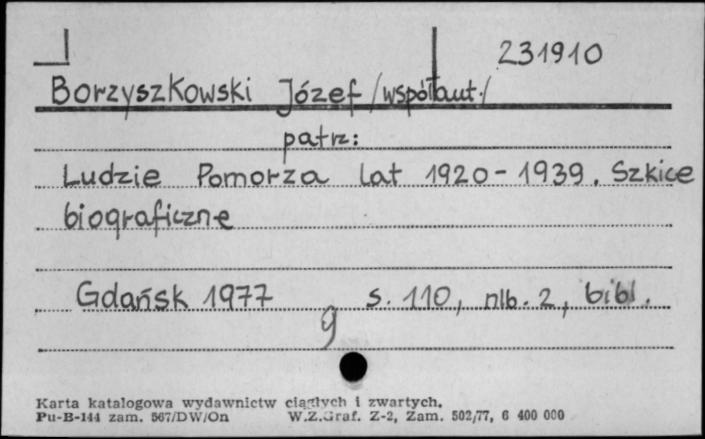 231910
Borzyszkowski Józef /współaut./
patrz:
Ludzie Pomorza lat 1920-1939. Szkice
biograficzne
Gdańsk 1977 s. 110, nlb. 2, bibl.
g
Karta katalogowa wydawnictw ciągłych i zwartych.
Pu-B-144 zam. 567/DW/On W.Z.Graf. Z-2, Zam. 502/77, 6 400 000